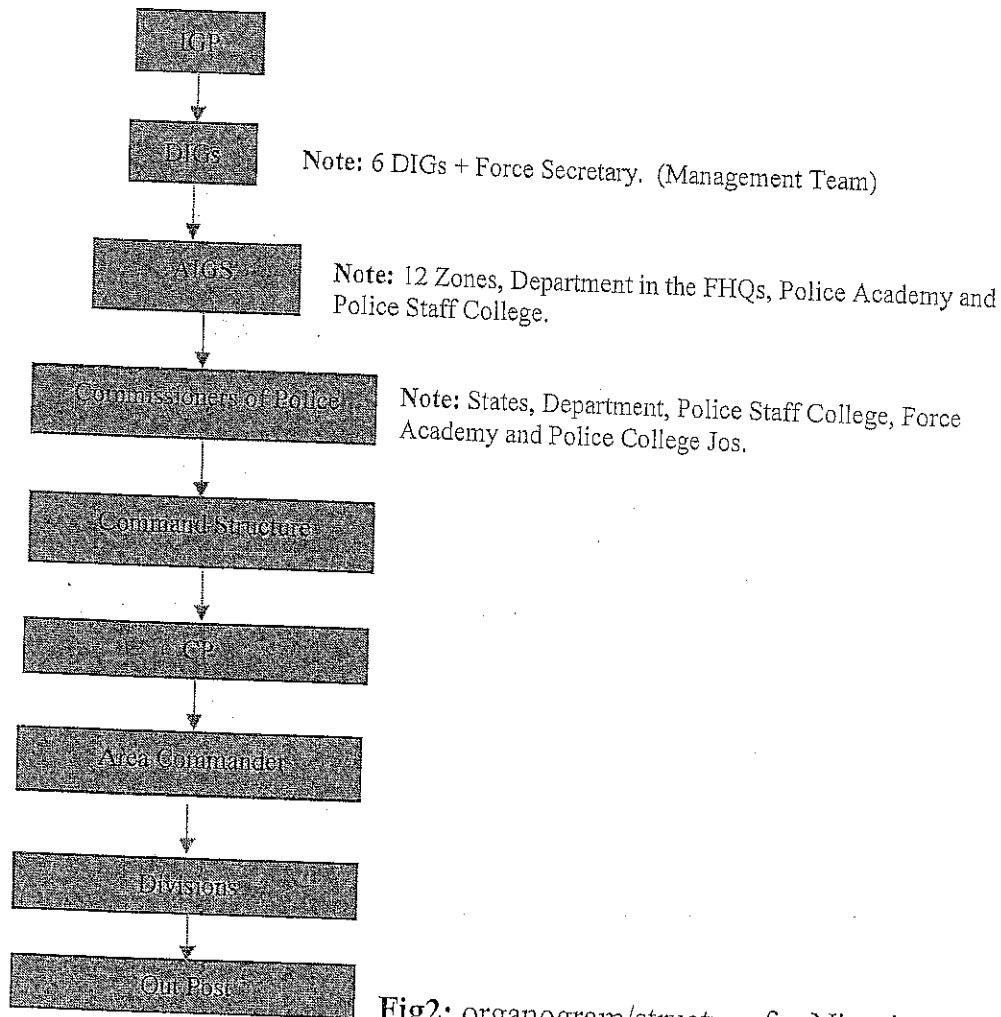 IGP
DIGs
Note: 6 DIGs + Force Secretary. (Management Team)
AIGS
Note: 12 Zones, Department in the FHQs, Police Academy and
Police Staff College.
Commissioners of Police
Note: States, Department, Police Staff College, Force
Academy and Police College Jos.
Command Structure
CP
Area Commander
Divisions
Out Post
Fig2: organogram/structure for